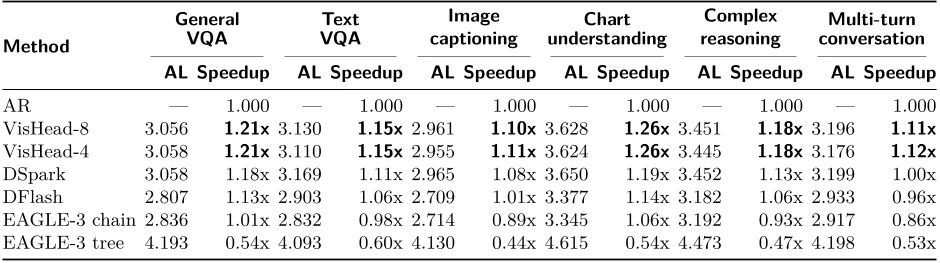 Method General VQA Text VQA Image captioning Chart understanding Complex reasoning Multi-turn conversation
AL Speedup AL Speedup AL Speedup AL Speedup AL Speedup AL Speedup
AR — 1.000 — 1.000 — 1.000 — 1.000 — 1.000 — 1.000
VisHead-8 3.056 1.21x 3.130 1.15x 2.961 1.10x 3.628 1.26x 3.451 1.18x 3.196 1.11x
VisHead-4 3.058 1.21x 3.110 1.15x 2.955 1.11x 3.624 1.26x 3.445 1.18x 3.176 1.12x
DSpark 3.058 1.18x 3.169 1.11x 2.965 1.08x 3.650 1.19x 3.452 1.13x 3.199 1.00x
DFlash 2.807 1.13x 2.903 1.06x 2.709 1.01x 3.377 1.14x 3.182 1.06x 2.933 0.96x
EAGLE-3 chain 2.836 1.01x 2.832 0.98x 2.714 0.89x 3.345 1.06x 3.192 0.93x 2.917 0.86x
EAGLE-3 tree 4.193 0.54x 4.093 0.60x 4.130 0.44x 4.615 0.54x 4.473 0.47x 4.198 0.53x